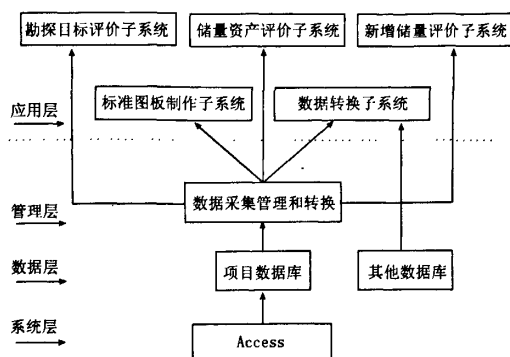 勘探目标评价子系统
储量资产评价子系统
新增储量评价子系统
标准图板制作子系统
数据转换子系统
应用层
数据采集管理和转换
管理层
项目数据库
其他数据库
数据层
系统层
Access